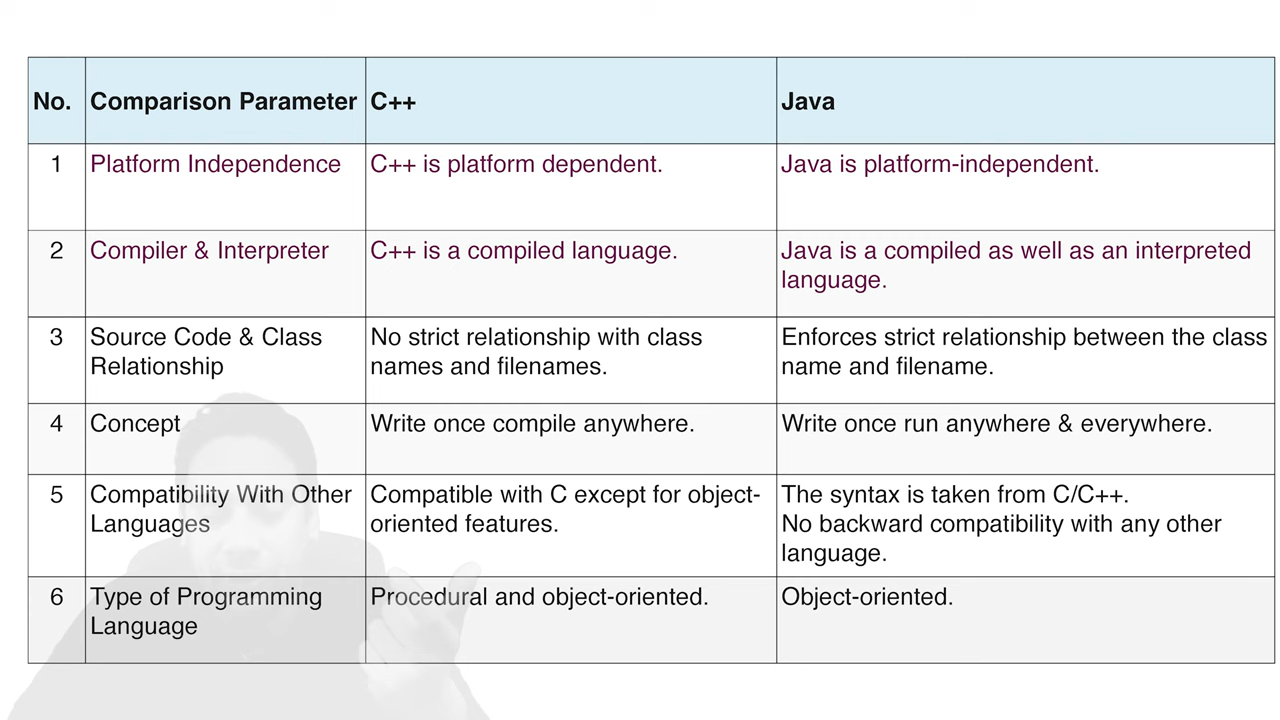 No. Comparison Parameter C++ Java
1 Platform Independence C++ is platform dependent. Java is platform-independent.
2 Compiler & Interpreter C++ is a compiled language. Java is a compiled as well as an interpreted
language.
3 Source Code & Class No strict relationship with class Enforces strict relationship between the class
Relationship names and filenames. name and filename.
4 Concept Write once compile anywhere. Write once run anywhere & everywhere.
5 Compatibility With Other Compatible with C except for object- The syntax is taken from C/C++.
Languages oriented features. No backward compatibility with any other
language.
6 Type of Programming Procedural and object-oriented. Object-oriented.
Language